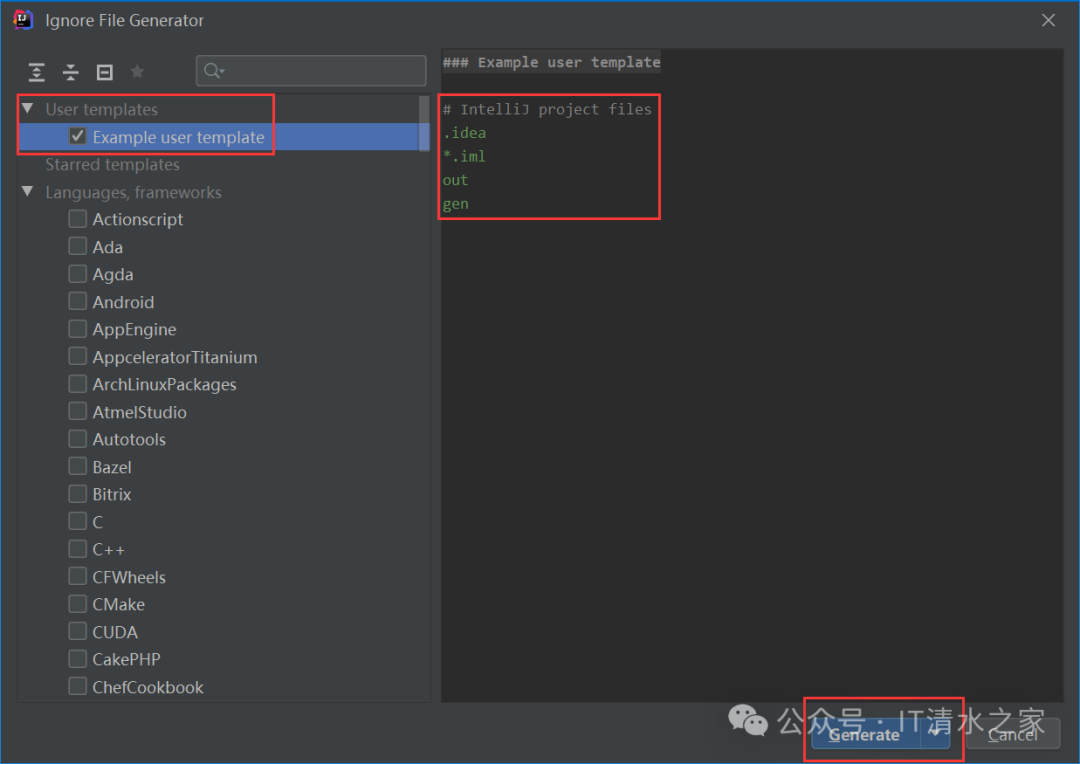 Ignore File Generator
User templates
Example user template
Starred templates
Languages, frameworks
Actionscript
Ada
Agda
Android
AppEngine
AppceleratorTitanium
ArchLinuxPackages
AtmelStudio
Autotools
Bazel
Bitrix
C
C++
CFWheels
CMake
CUDA
CakePHP
ChefCookbook
### Example user template
# IntelliJ project files
.idea
*.iml
out
gen
公众号 · IT清水之家
Generate
Cancel